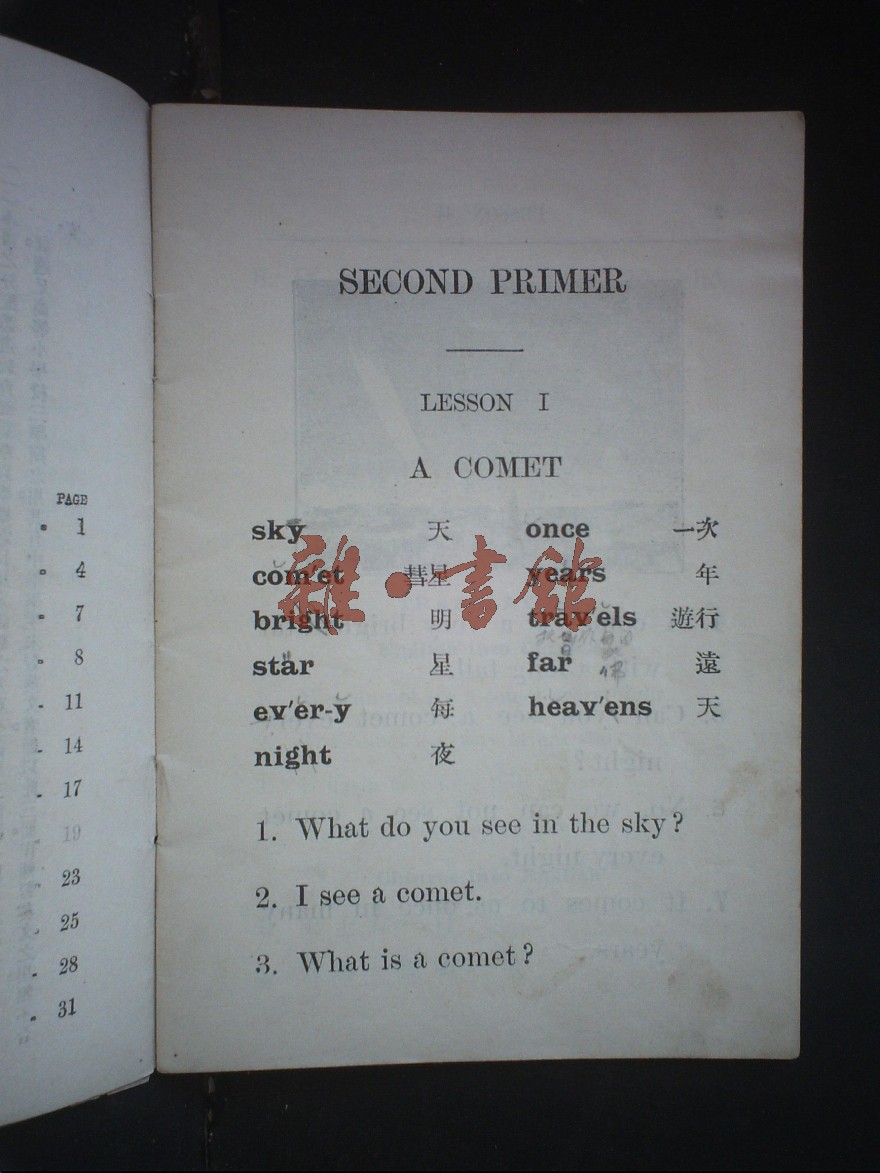 PAGE
1
4
7
8
11
14
17
19
23
25
28
31
SECOND PRIMER
LESSON I
A COMET
sky 天 once 一次
com′et 彗星 years 年
bright 明 trav′els 遊行
star 星 far 遠
ev′er-y 每 heav′ens 天
night 夜
1. What do you see in the sky?
2. I see a comet.
3. What is a comet?
雜·書館